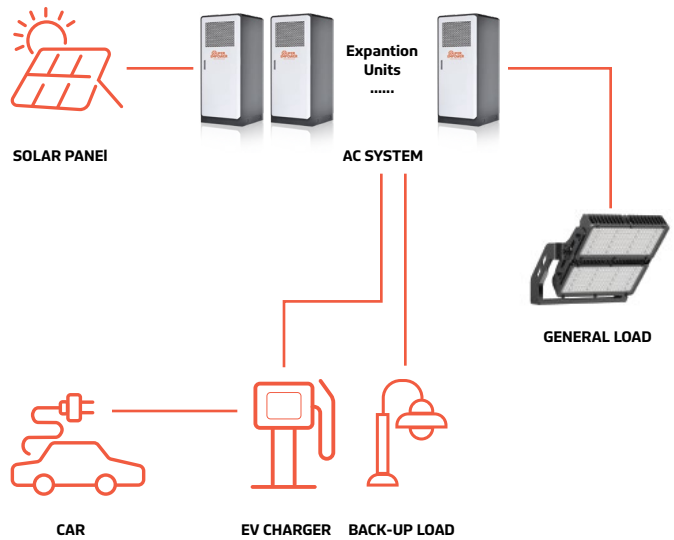 Expantion
Units
......
SOLAR PANEl
AC SYSTEM
GENERAL LOAD
CAR
EV CHARGER
BACK-UP LOAD